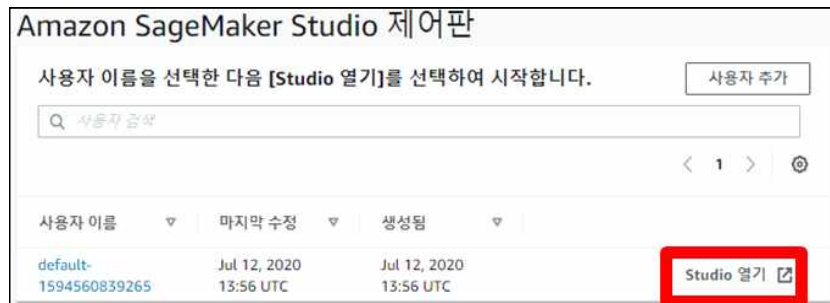 Amazon SageMaker Studio 제어판
사용자 이름을 선택한 다음 [Studio 열기]를 선택하여 시작합니다.
사용자 추가
사용자 검색
1
사용자 이름 마지막 수정 생성됨
default- Jul 12, 2020 Jul 12, 2020
1594560839265 13:56 UTC 13:56 UTC
Studio 열기